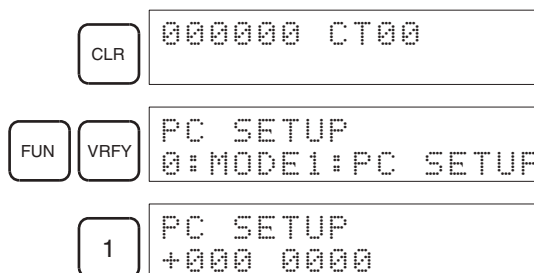 CLR
000000 CT00
FUN VRFY
PC SETUP
0:MODE1:PC SETUP
1
PC SETUP
+000 0000